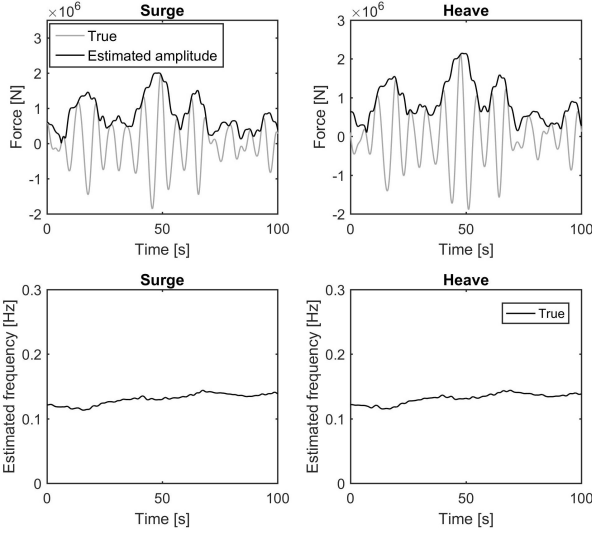 Surge
×10^6
3
2
1
0
-1
-2
True
Estimated amplitude
Force [N]
0 50 100
Time [s]
Heave
×10^6
3
2
1
0
-1
-2
Force [N]
0 50 100
Time [s]
Surge
0.3
0.2
0.1
0
Estimated frequency [Hz]
0 50 100
Time [s]
Heave
0.3
0.2
0.1
0
True
Estimated frequency [Hz]
0 50 100
Time [s]